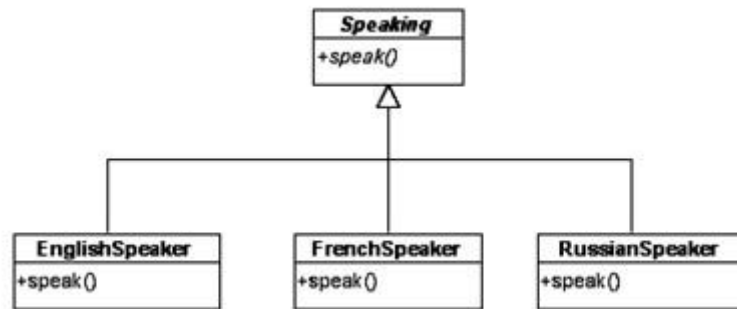 Speaking
+speak()
EnglishSpeaker
+speak()
FrenchSpeaker
+speak()
RussianSpeaker
+speak()